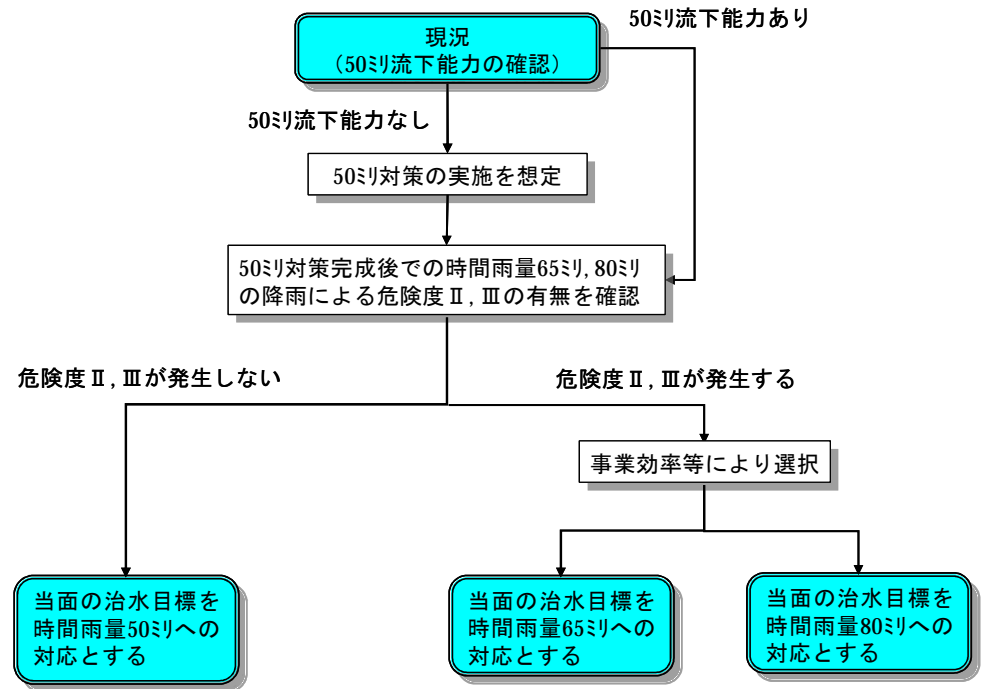 50ﾐﾘ流下能力あり
現況
（50ﾐﾘ流下能力の確認）
50ﾐﾘ流下能力なし
50ﾐﾘ対策の実施を想定
50ﾐﾘ対策完成後での時間雨量65ﾐﾘ,80ﾐﾘ
の降雨による危険度Ⅱ,Ⅲの有無を確認
危険度Ⅱ,Ⅲが発生しない
危険度Ⅱ,Ⅲが発生する
事業効率等により選択
当面の治水目標を
時間雨量50ﾐﾘへの
対応とする
当面の治水目標を
時間雨量65ﾐﾘへの
対応とする
当面の治水目標を
時間雨量80ﾐﾘへの
対応とする